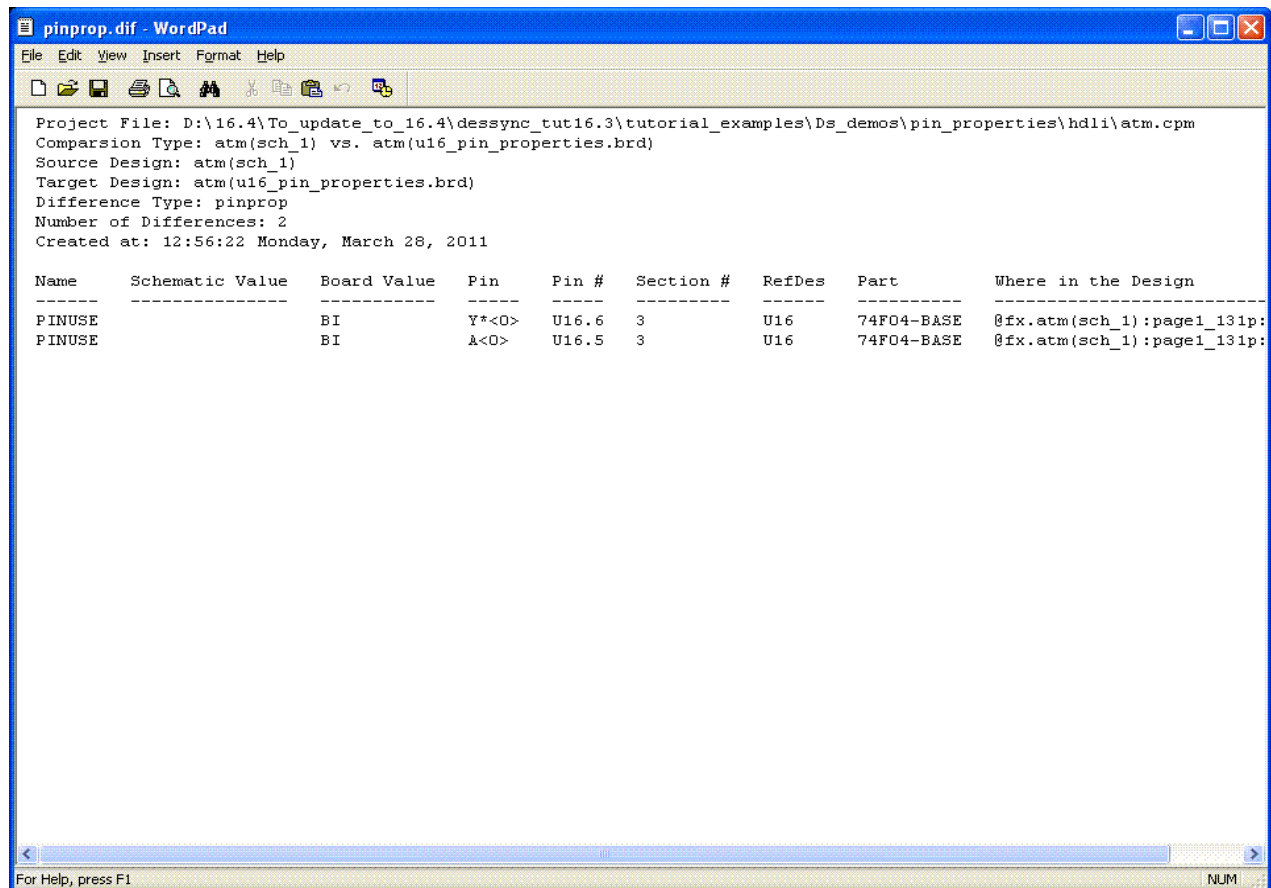 pinprop.dif - WordPad
File Edit View Insert Format Help
Project File: D:\16.4\To_update_to_16.4\dessync_tut16.3\tutorial_examples\Ds_demos\pin_properties\hdli\atm.cpm
Comparsion Type: atm(sch_1) vs. atm(u16_pin_properties.brd)
Source Design: atm(sch_1)
Target Design: atm(u16_pin_properties.brd)
Difference Type: pinprop
Number of Differences: 2
Created at: 12:56:22 Monday, March 28, 2011
Name Schematic Value Board Value Pin Pin # Section # RefDes Part Where in the Design
------ --------------- ----------- ----- ----- --------- ------ ---------- --------------------------
PINUSE BI Y*<0> U16.6 3 U16 74F04-BASE @fx.atm(sch_1):page1_131p:
PINUSE BI A<0> U16.5 3 U16 74F04-BASE @fx.atm(sch_1):page1_131p:
For Help, press F1 NUM